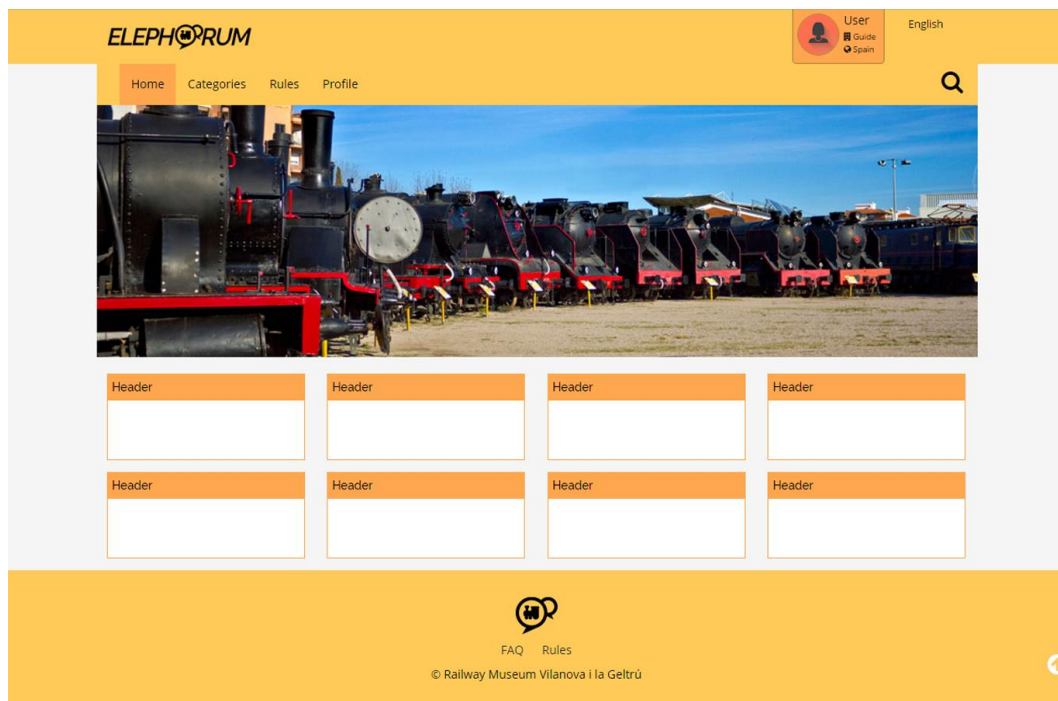 ELEPHORUM
User
Guide
Spain
English
Home Categories Rules Profile
Header Header Header Header
Header Header Header Header
FAQ Rules
© Railway Museum Vilanova i la Geltrú